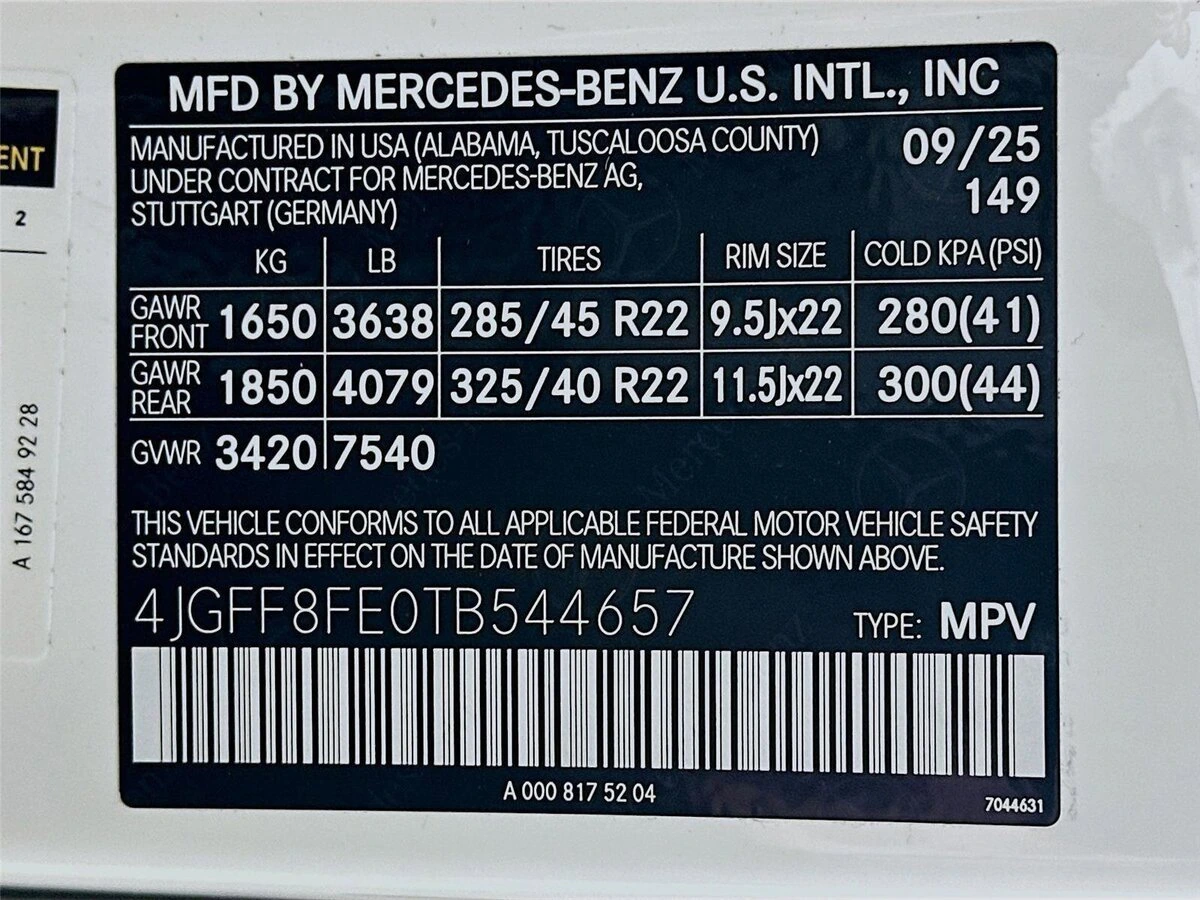 MFD BY MERCEDES-BENZ U.S. INTL., INC
MANUFACTURED IN USA (ALABAMA, TUSCALOOSA COUNTY) 09/25
UNDER CONTRACT FOR MERCEDES-BENZ AG, 149
STUTTGART (GERMANY)
KG LB TIRES RIM SIZE COLD KPA (PSI)
GAWR FRONT 1650 3638 285/45 R22 9.5Jx22 280(41)
GAWR REAR 1850 4079 325/40 R22 11.5Jx22 300(44)
GVWR 3420 7540
THIS VEHICLE CONFORMS TO ALL APPLICABLE FEDERAL MOTOR VEHICLE SAFETY
STANDARDS IN EFFECT ON THE DATE OF MANUFACTURE SHOWN ABOVE.
4JGFF8FE0TB544657 TYPE: MPV
A 000 817 52 04 7044631
ENT
2
A 167 584 92 28